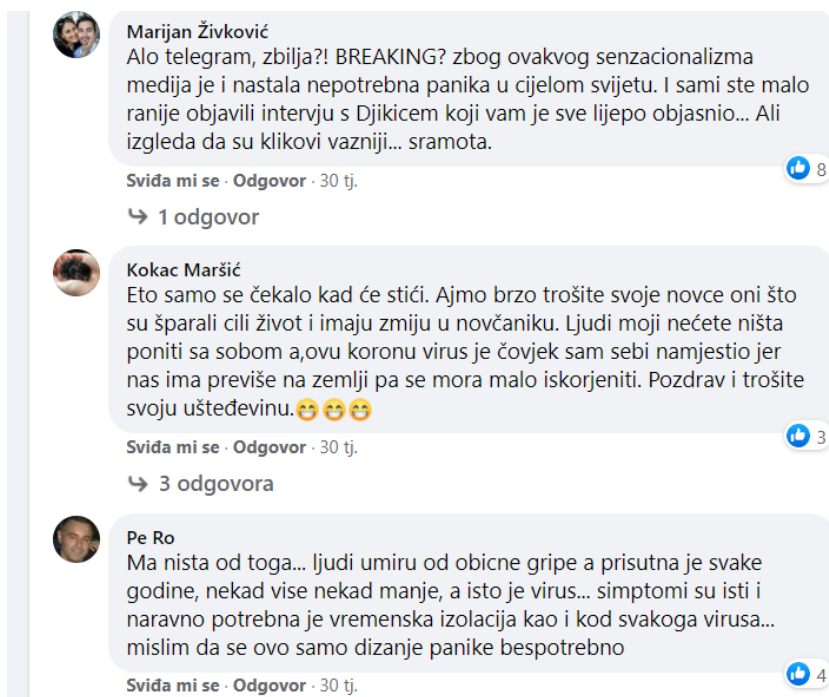 Marijan Živković
Alo telegram, zbilja?! BREAKING? zbog ovakvog senzacionalizma
medija je i nastala nepotrebna panika u cijelom svijetu. I sami ste malo
ranije objavili intervju s Djikicem koji vam je sve lijepo objasnio... Ali
izgleda da su klikovi vazniji... sramota.
8
Sviđa mi se · Odgovor · 30 tj.
1 odgovor
Kokac Maršić
Eto samo se čekalo kad će stići. Ajmo brzo trošite svoje novce oni što
su šparali cili život i imaju zmiju u novčaniku. Ljudi moji nećete ništa
poniti sa sobom a,ovu koronu virus je čovjek sam sebi namjestio jer
nas ima previše na zemlji pa se mora malo iskorjeniti. Pozdrav i trošite
svoju ušteđevinu.😁😁😁
3
Sviđa mi se · Odgovor · 30 tj.
3 odgovora
Pe Ro
Ma nista od toga... ljudi umiru od obicne gripe a prisutna je svake
godine, nekad vise nekad manje, a isto je virus... simptomi su isti i
naravno potrebna je vremenska izolacija kao i kod svakoga virusa...
mislim da se ovo samo dizanje panike bespotrebno
4
Sviđa mi se · Odgovor · 30 tj.